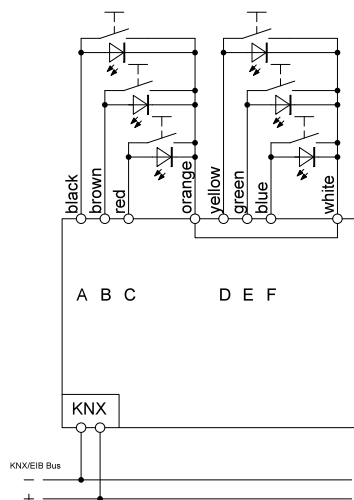 black
brown
red
orange
yellow
green
blue
white
A B C D E F
KNX
KNX/EIB Bus
−
+